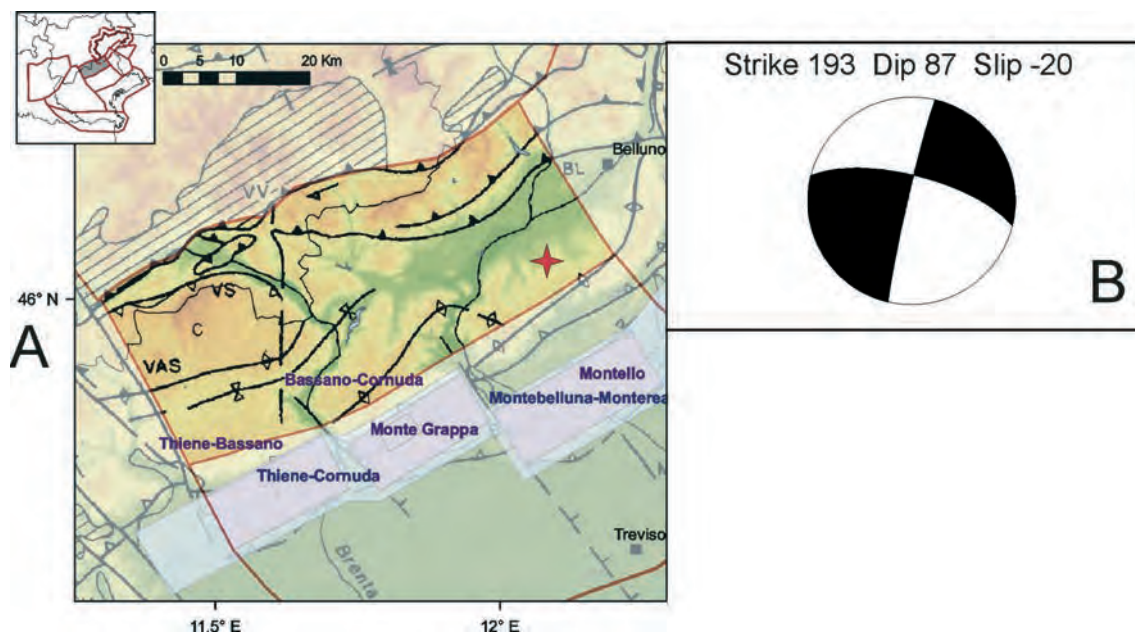 0 5 10 20 Km
Strike 193 Dip 87 Slip -20
Belluno
BL
VV
46° N
VS
C
A
B
VAS
Bassano-Cornuda
Montello
Montebelluna-Monterea
Thiene-Bassano
Monte Grappa
Thiene-Cornuda
Treviso
Brenta
11.5° E
12° E